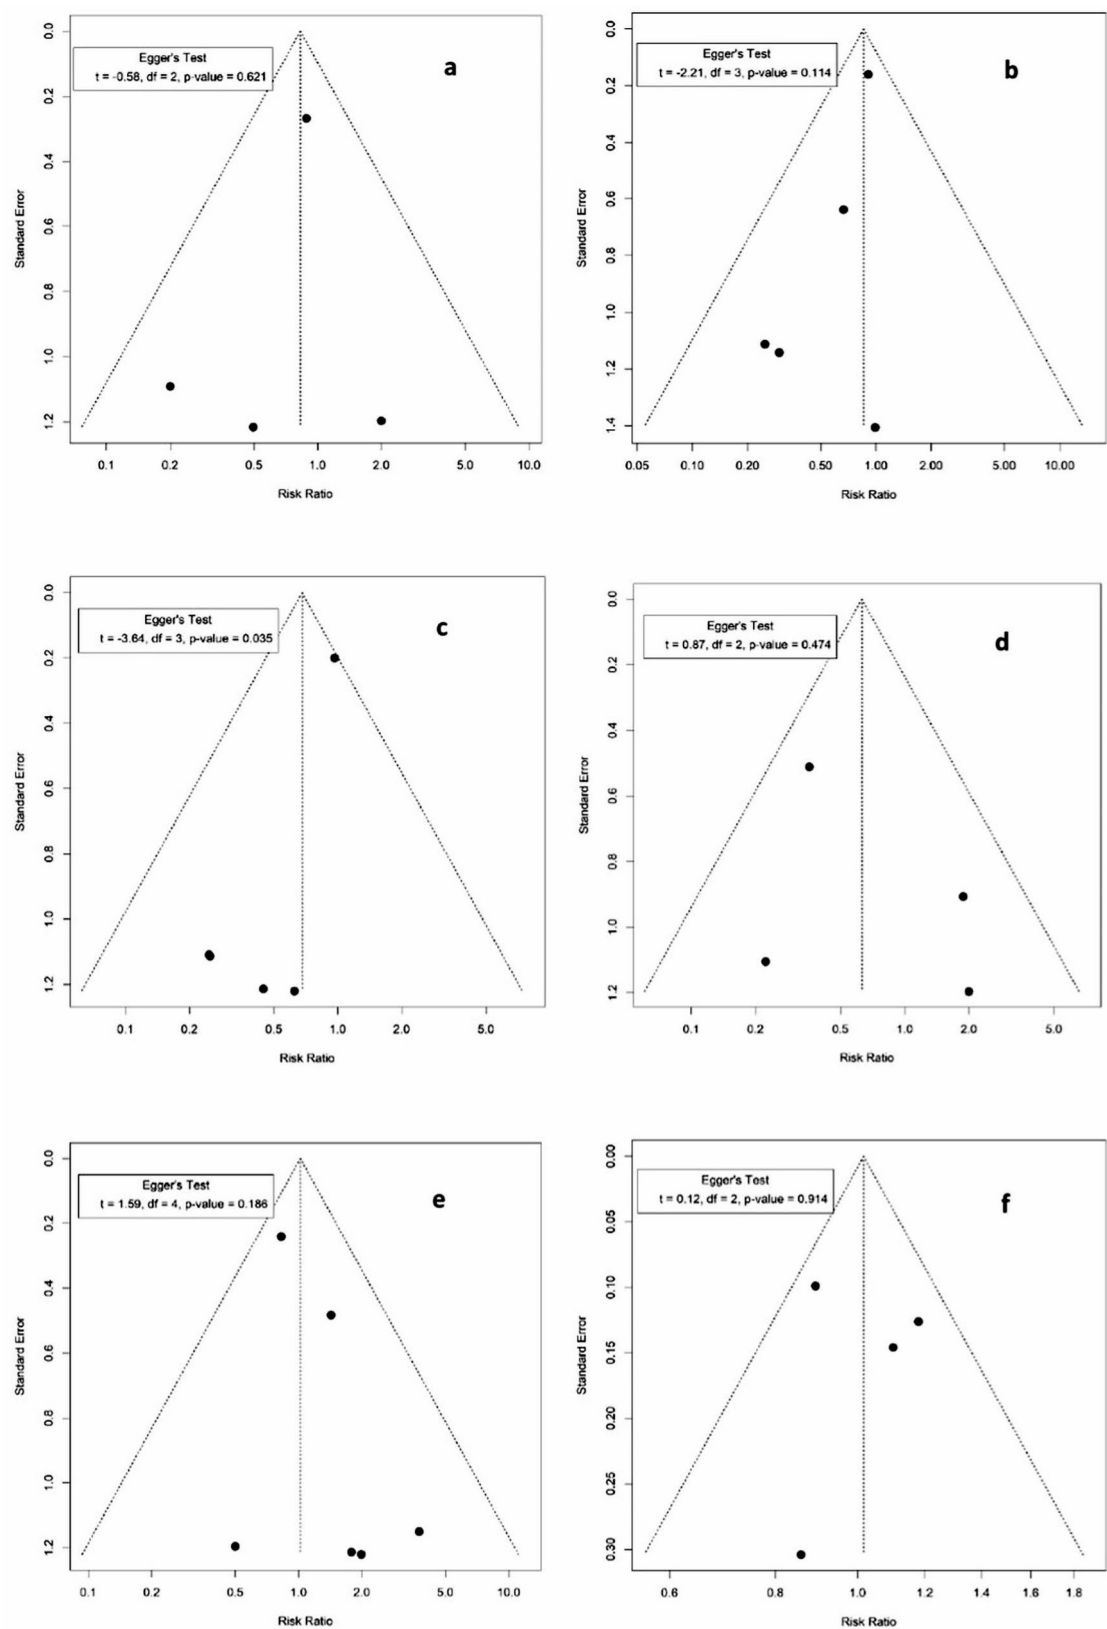 Egger's Test
t = -0.58, df = 2, p-value = 0.621
a
Standard Error
0.0
0.2
0.4
0.6
0.8
1.0
1.2
0.1 0.2 0.5 1.0 2.0 5.0 10.0
Risk Ratio
Egger's Test
t = -2.21, df = 3, p-value = 0.114
b
Standard Error
0.0
0.2
0.4
0.6
0.8
1.0
1.2
1.4
0.05 0.10 0.20 0.50 1.00 2.00 5.00 10.00
Risk Ratio
Egger's Test
t = -3.64, df = 3, p-value = 0.035
c
Standard Error
0.0
0.2
0.4
0.6
0.8
1.0
1.2
0.1 0.2 0.5 1.0 2.0 5.0
Risk Ratio
Egger's Test
t = 0.87, df = 2, p-value = 0.474
d
Standard Error
0.0
0.2
0.4
0.6
0.8
1.0
1.2
0.1 0.2 0.5 1.0 2.0 5.0
Risk Ratio
Egger's Test
t = 1.59, df = 4, p-value = 0.186
e
Standard Error
0.0
0.2
0.4
0.6
0.8
1.0
1.2
0.1 0.2 0.5 1.0 2.0 5.0 10.0
Risk Ratio
Egger's Test
t = 0.12, df = 2, p-value = 0.914
f
Standard Error
0.00
0.05
0.10
0.15
0.20
0.25
0.30
0.6 0.8 1.0 1.2 1.4 1.6 1.8
Risk Ratio